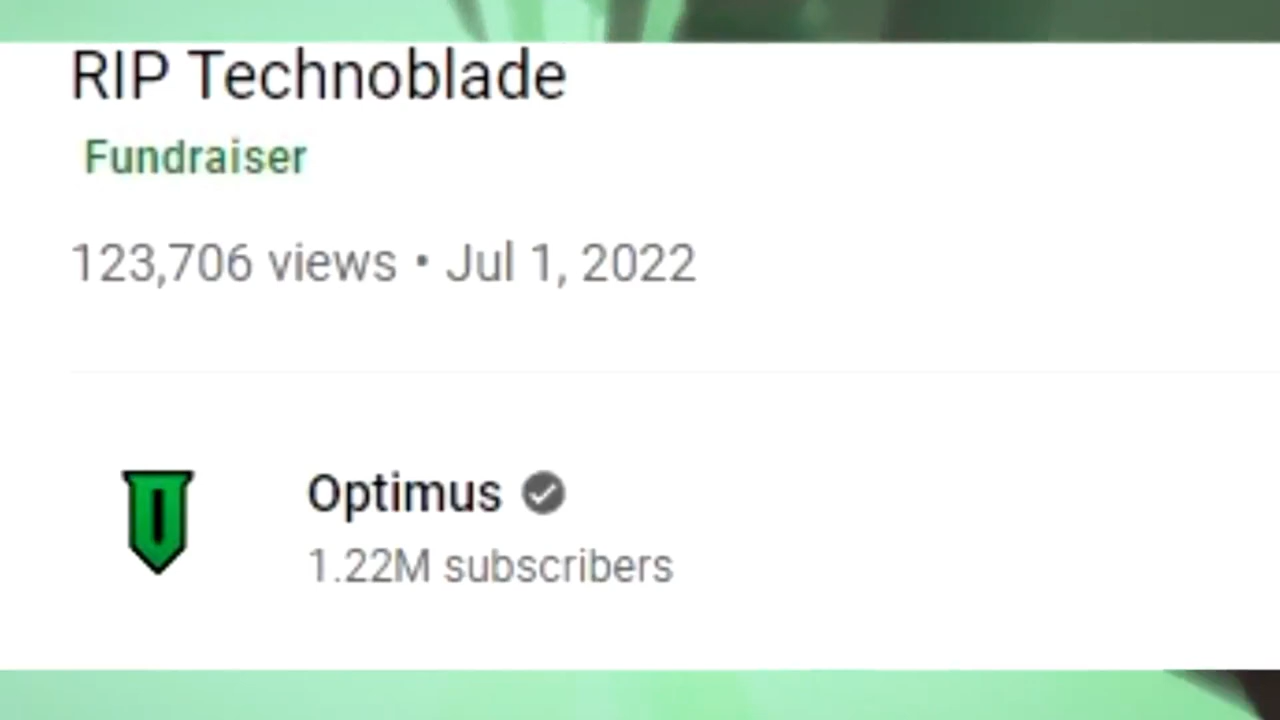 RIP Technoblade
Fundraiser
123,706 views • Jul 1, 2022
Optimus
1.22M subscribers